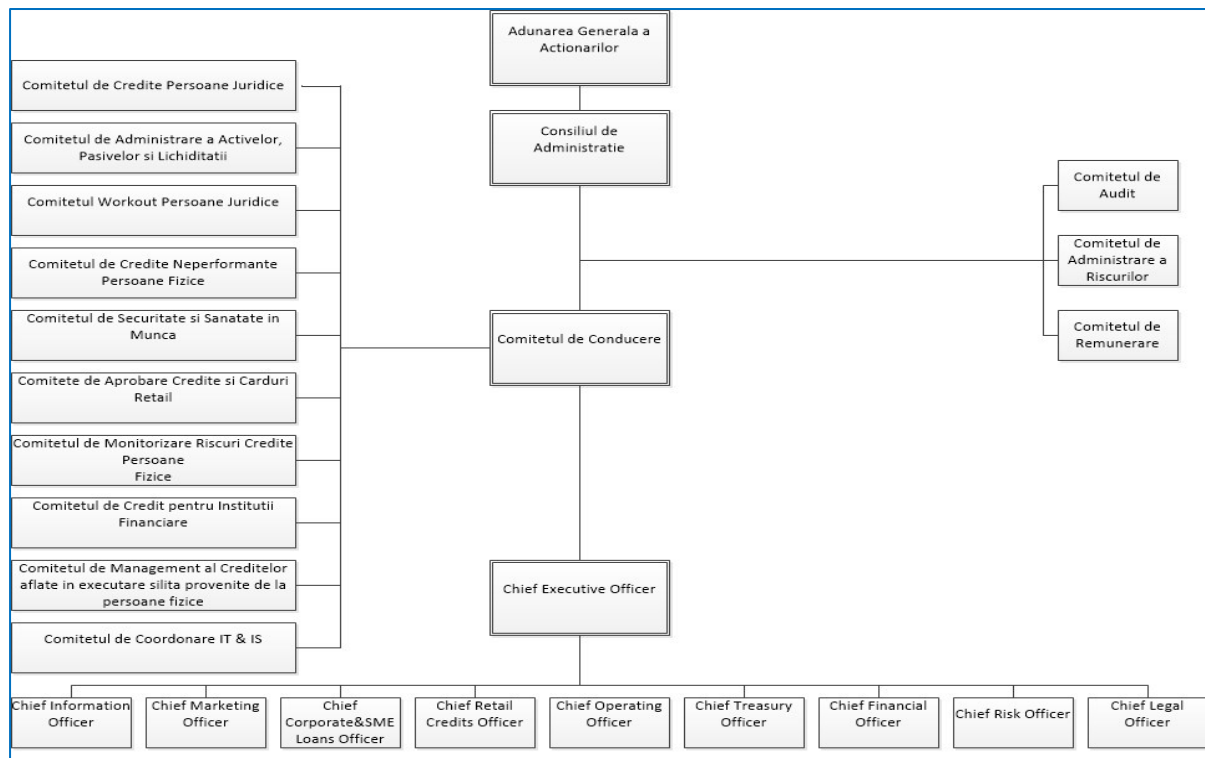 Adunarea Generala a
Actionarilor
Consiliul de
Administratie
Comitetul de Credite Persoane Juridice
Comitetul de Administrare a Activelor,
Pasivelor si Lichiditatii
Comitetul Workout Persoane Juridice
Comitetul de Credite Neperformante
Persoane Fizice
Comitetul de Securitate si Sanatate in
Munca
Comitete de Aprobare Credite si Carduri
Retail
Comitetul de Monitorizare Riscuri Credite
Persoane
Fizice
Comitetul de Credit pentru Institutii
Financiare
Comitetul de Management al Creditelor
aflate in executare silita provenite de la
persoane fizice
Comitetul de Coordonare IT & IS
Comitetul de
Audit
Comitetul de
Administrare a
Riscurilor
Comitetul de
Remunerare
Comitetul de Conducere
Chief Executive Officer
Chief Information
Officer
Chief Marketing
Officer
Chief
Corporate&SME
Loans Officer
Chief Retail
Credits Officer
Chief Operating
Officer
Chief Treasury
Officer
Chief Financial
Officer
Chief Risk Officer
Chief Legal
Officer